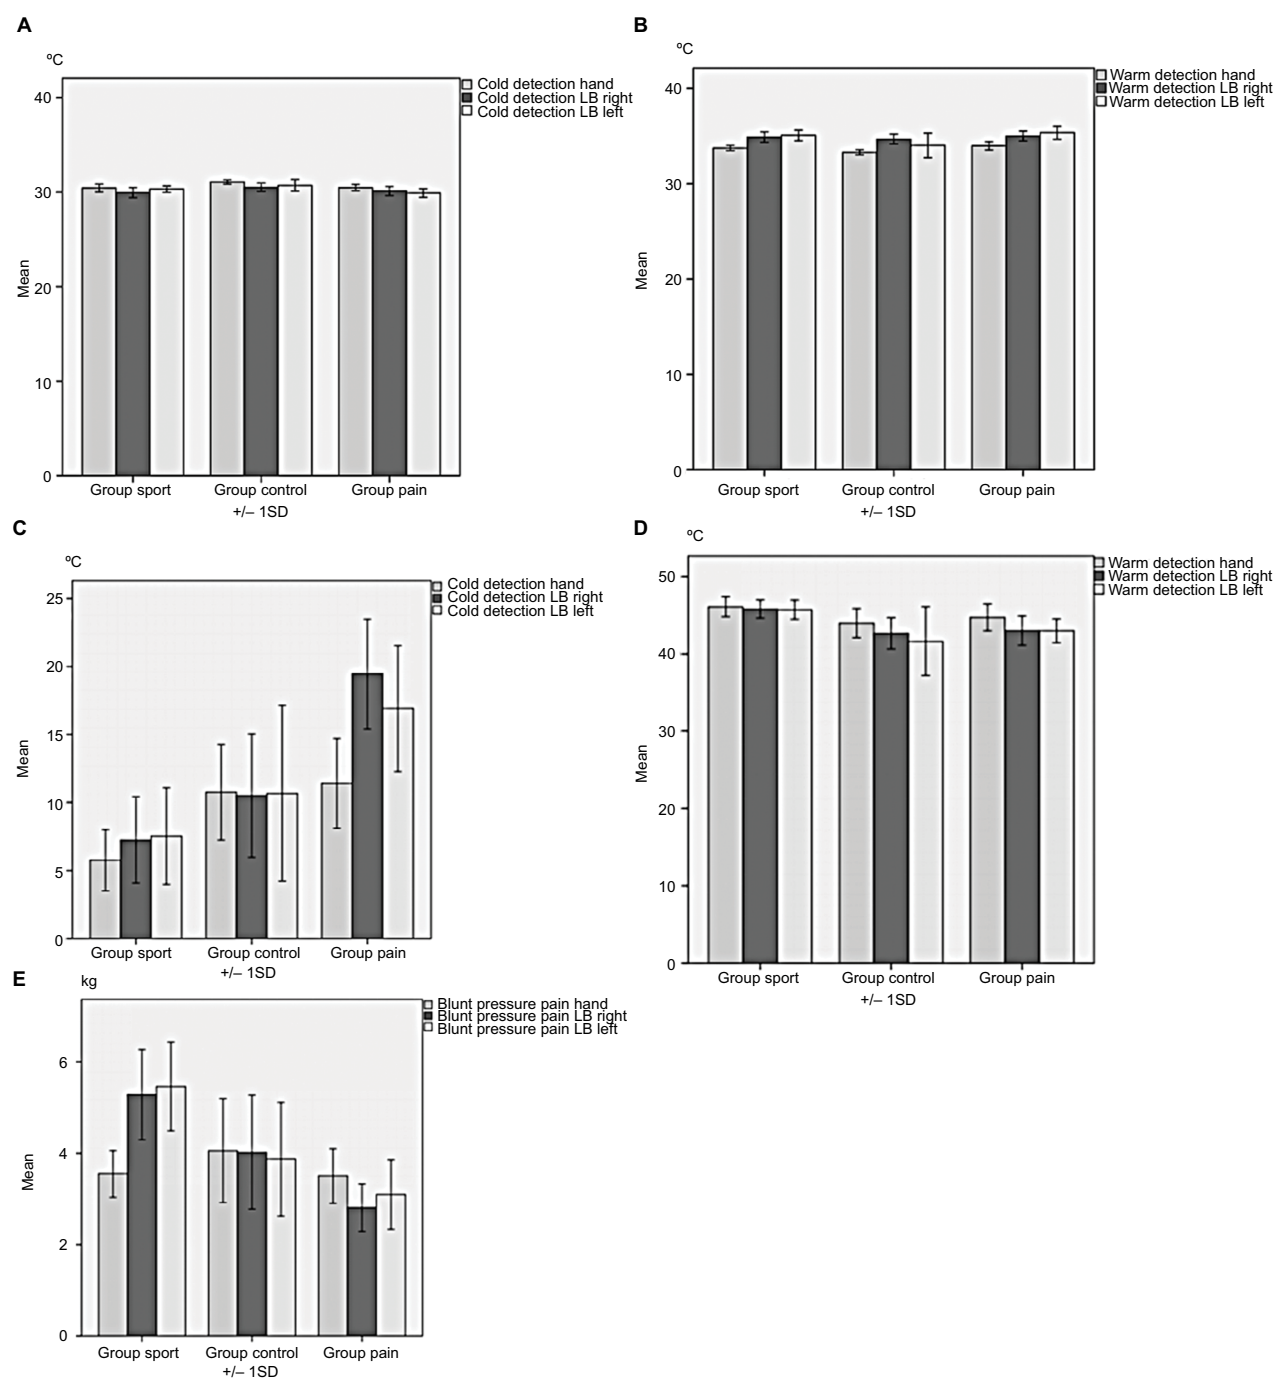 A
ºC
Cold detection hand
Cold detection LB right
Cold detection LB left
40
30
20
10
0
Mean
Group sport
Group control
Group pain
+/– 1SD
B
ºC
Warm detection hand
Warm detection LB right
Warm detection LB left
40
30
20
10
0
Mean
Group sport
Group control
Group pain
+/– 1SD
C
ºC
Cold detection hand
Cold detection LB right
Cold detection LB left
25
20
15
10
5
0
Mean
Group sport
Group control
Group pain
+/– 1SD
D
ºC
Warm detection hand
Warm detection LB right
Warm detection LB left
50
40
30
20
10
0
Mean
Group sport
Group control
Group pain
+/– 1SD
E
kg
Blunt pressure pain hand
Blunt pressure pain LB right
Blunt pressure pain LB left
6
4
2
0
Mean
Group sport
Group control
Group pain
+/– 1SD